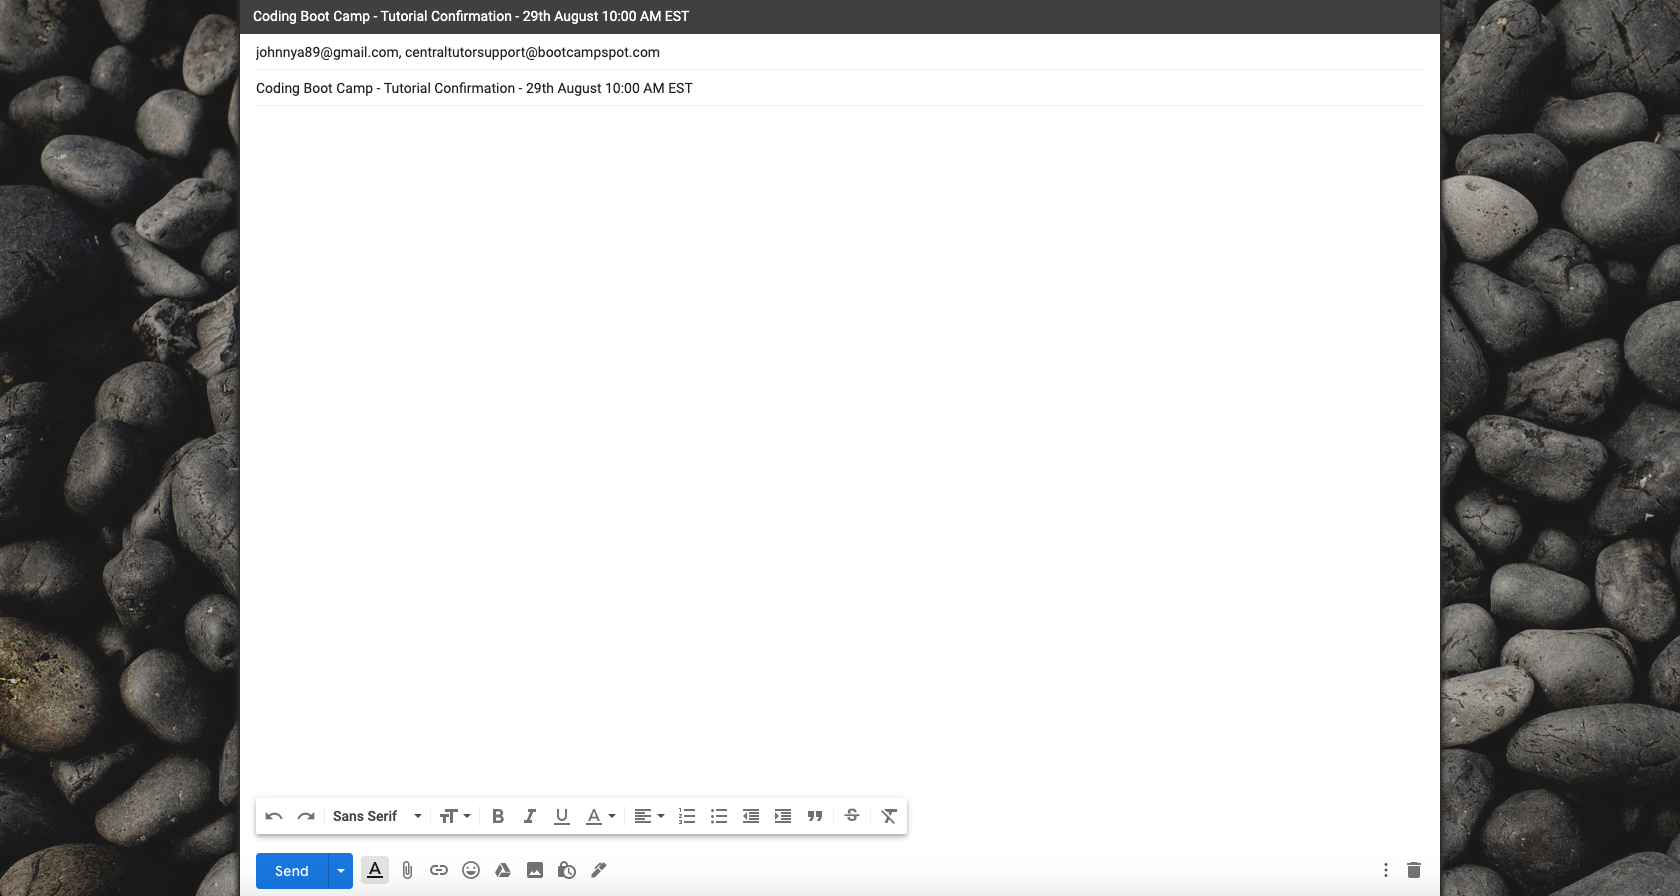 Coding Boot Camp - Tutorial Confirmation - 29th August 10:00 AM EST
johnnya89@gmail.com, centraltutorsupport@bootcampspot.com
Coding Boot Camp - Tutorial Confirmation - 29th August 10:00 AM EST
Sans Serif
Send